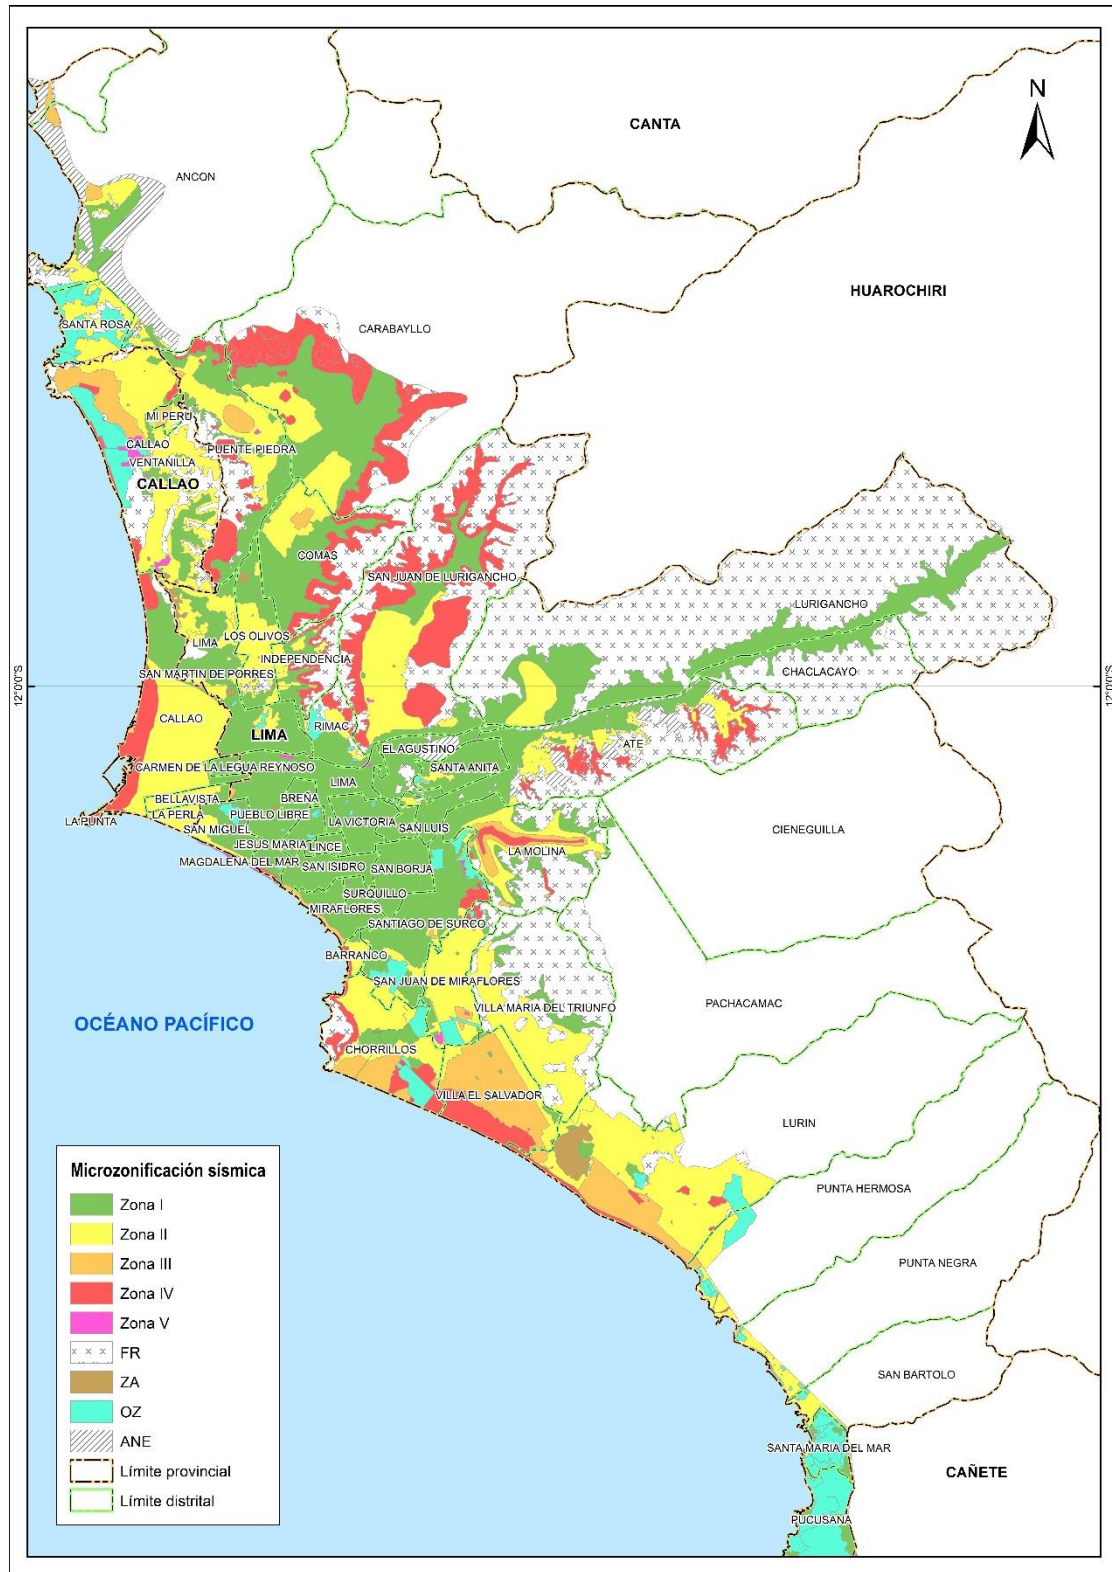 N
CANTA
ANCON
HUAROCHIRI
SANTA ROSA
CARABAYLLO
MI PERU
CALLAO
PUENTE PIEDRA
VENTANILLA
CALLAO
COMAS
SAN JUAN DE LURIGANCHO
LURIGANCHO
LOS OLIVOS
LIMA
INDEPENDENCIA
CHACLACAYO
SAN MARTIN DE PORRES
12°0'0"S
12°0'0"S
CALLAO
RIMAC
LIMA
EL AGUSTINO
ATE
CARMEN DE LA LEGUA REYNOSO
LIMA
SANTA ANITA
BELLAVISTA
BREÑA
LA PERLA
PUEBLO LIBRE
LA PUNTA
LA VICTORIA
SAN MIGUEL
SAN LUIS
CIENEGUILLA
JESUS MARIA
LINCE
LA MOLINA
MAGDALENA DEL MAR
SAN ISIDRO
SAN BORJA
SURQUILLO
MIRAFLORES
SANTIAGO DE SURCO
BARRANCO
SAN JUAN DE MIRAFLORES
VILLA MARIA DEL TRIUNFO
PACHACAMAC
OCÉANO PACÍFICO
CHORRILLOS
VILLA EL SALVADOR
LURIN
PUNTA HERMOSA
PUNTA NEGRA
SAN BARTOLO
SANTA MARIA DEL MAR
CAÑETE
PUCUSANA
Microzonificación sísmica
Zona I
Zona II
Zona III
Zona IV
Zona V
FR
ZA
OZ
ANE
Límite provincial
Límite distrital